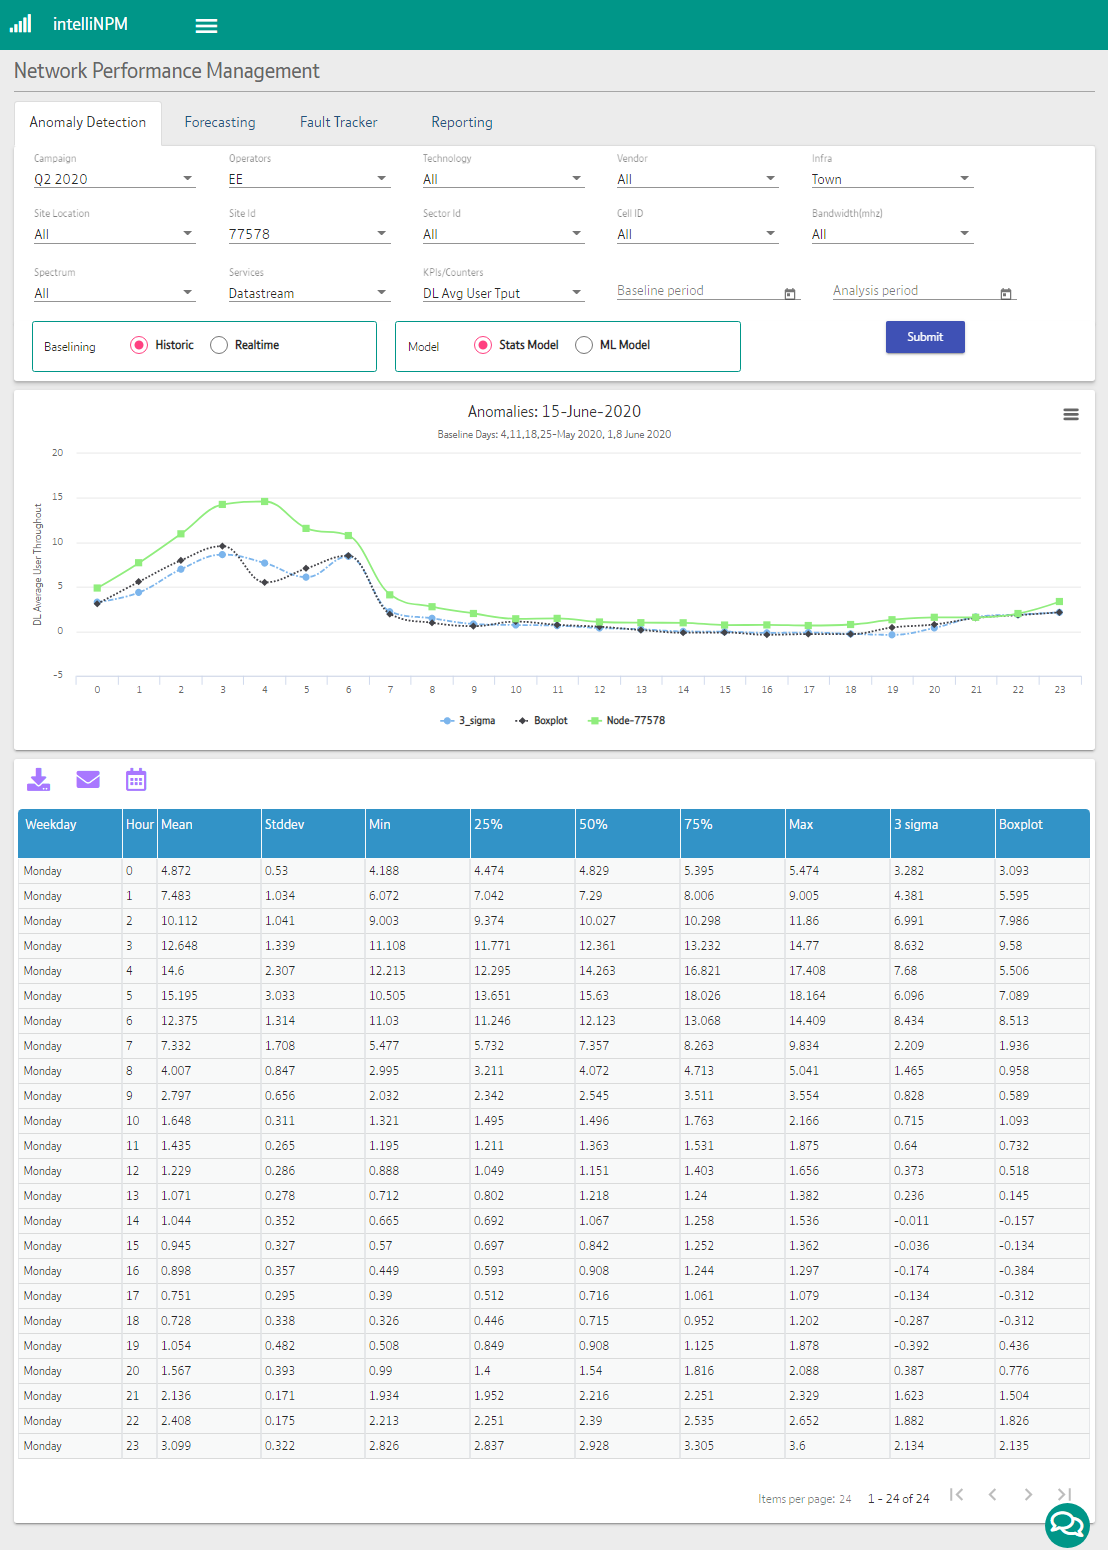 intelliNPM
Network Performance Management
Anomaly Detection Forecasting Fault Tracker Reporting
Campaign Operators Technology Vendor Infra
Q2 2020 EE All All Town
Site Location Site Id Sector Id Cell ID Bandwidth(mhz)
All 77578 All All All
Spectrum Services KPIs/Counters
All Datastream DL Avg User Tput Baseline period Analysis period
Baselining Historic Realtime Model Stats Model ML Model Submit
Anomalies: 15-June-2020
Baseline Days: 4,11,18,25-May 2020, 1,8 June 2020
DL Average User Throughout
20
15
10
5
0
-5
0 1 2 3 4 5 6 7 8 9 10 11 12 13 14 15 16 17 18 19 20 21 22 23
3_sigma Boxplot Node-77578
Weekday Hour Mean Stddev Min 25% 50% 75% Max 3 sigma Boxplot
Monday 0 4.872 0.53 4.188 4.474 4.829 5.395 5.474 3.282 3.093
Monday 1 7.483 1.034 6.072 7.042 7.29 8.006 9.005 4.381 5.595
Monday 2 10.112 1.041 9.003 9.374 10.027 10.298 11.86 6.991 7.986
Monday 3 12.648 1.339 11.108 11.771 12.361 13.232 14.77 8.632 9.58
Monday 4 14.6 2.307 12.213 12.295 14.263 16.821 17.408 7.68 5.506
Monday 5 15.195 3.033 10.505 13.651 15.63 18.026 18.164 6.096 7.089
Monday 6 12.375 1.314 11.03 11.246 12.123 13.068 14.409 8.434 8.513
Monday 7 7.332 1.708 5.477 5.732 7.357 8.263 9.834 2.209 1.936
Monday 8 4.007 0.847 2.995 3.211 4.072 4.713 5.041 1.465 0.958
Monday 9 2.797 0.656 2.032 2.342 2.545 3.511 3.554 0.828 0.589
Monday 10 1.648 0.311 1.321 1.495 1.496 1.763 2.166 0.715 1.093
Monday 11 1.435 0.265 1.195 1.211 1.363 1.531 1.875 0.64 0.732
Monday 12 1.229 0.286 0.888 1.049 1.151 1.403 1.656 0.373 0.518
Monday 13 1.071 0.278 0.712 0.802 1.218 1.24 1.382 0.236 0.145
Monday 14 1.044 0.352 0.665 0.692 1.067 1.258 1.536 -0.011 -0.157
Monday 15 0.945 0.327 0.57 0.697 0.842 1.252 1.362 -0.036 -0.134
Monday 16 0.898 0.357 0.449 0.593 0.908 1.244 1.297 -0.174 -0.384
Monday 17 0.751 0.295 0.39 0.512 0.716 1.061 1.079 -0.134 -0.312
Monday 18 0.728 0.338 0.326 0.446 0.715 0.952 1.202 -0.287 -0.312
Monday 19 1.054 0.482 0.508 0.849 0.908 1.125 1.878 -0.392 0.436
Monday 20 1.567 0.393 0.99 1.4 1.54 1.816 2.088 0.387 0.776
Monday 21 2.136 0.171 1.934 1.952 2.216 2.251 2.329 1.623 1.504
Monday 22 2.408 0.175 2.213 2.251 2.39 2.535 2.652 1.882 1.826
Monday 23 3.099 0.322 2.826 2.837 2.928 3.305 3.6 2.134 2.135
Items per page: 24 1 - 24 of 24